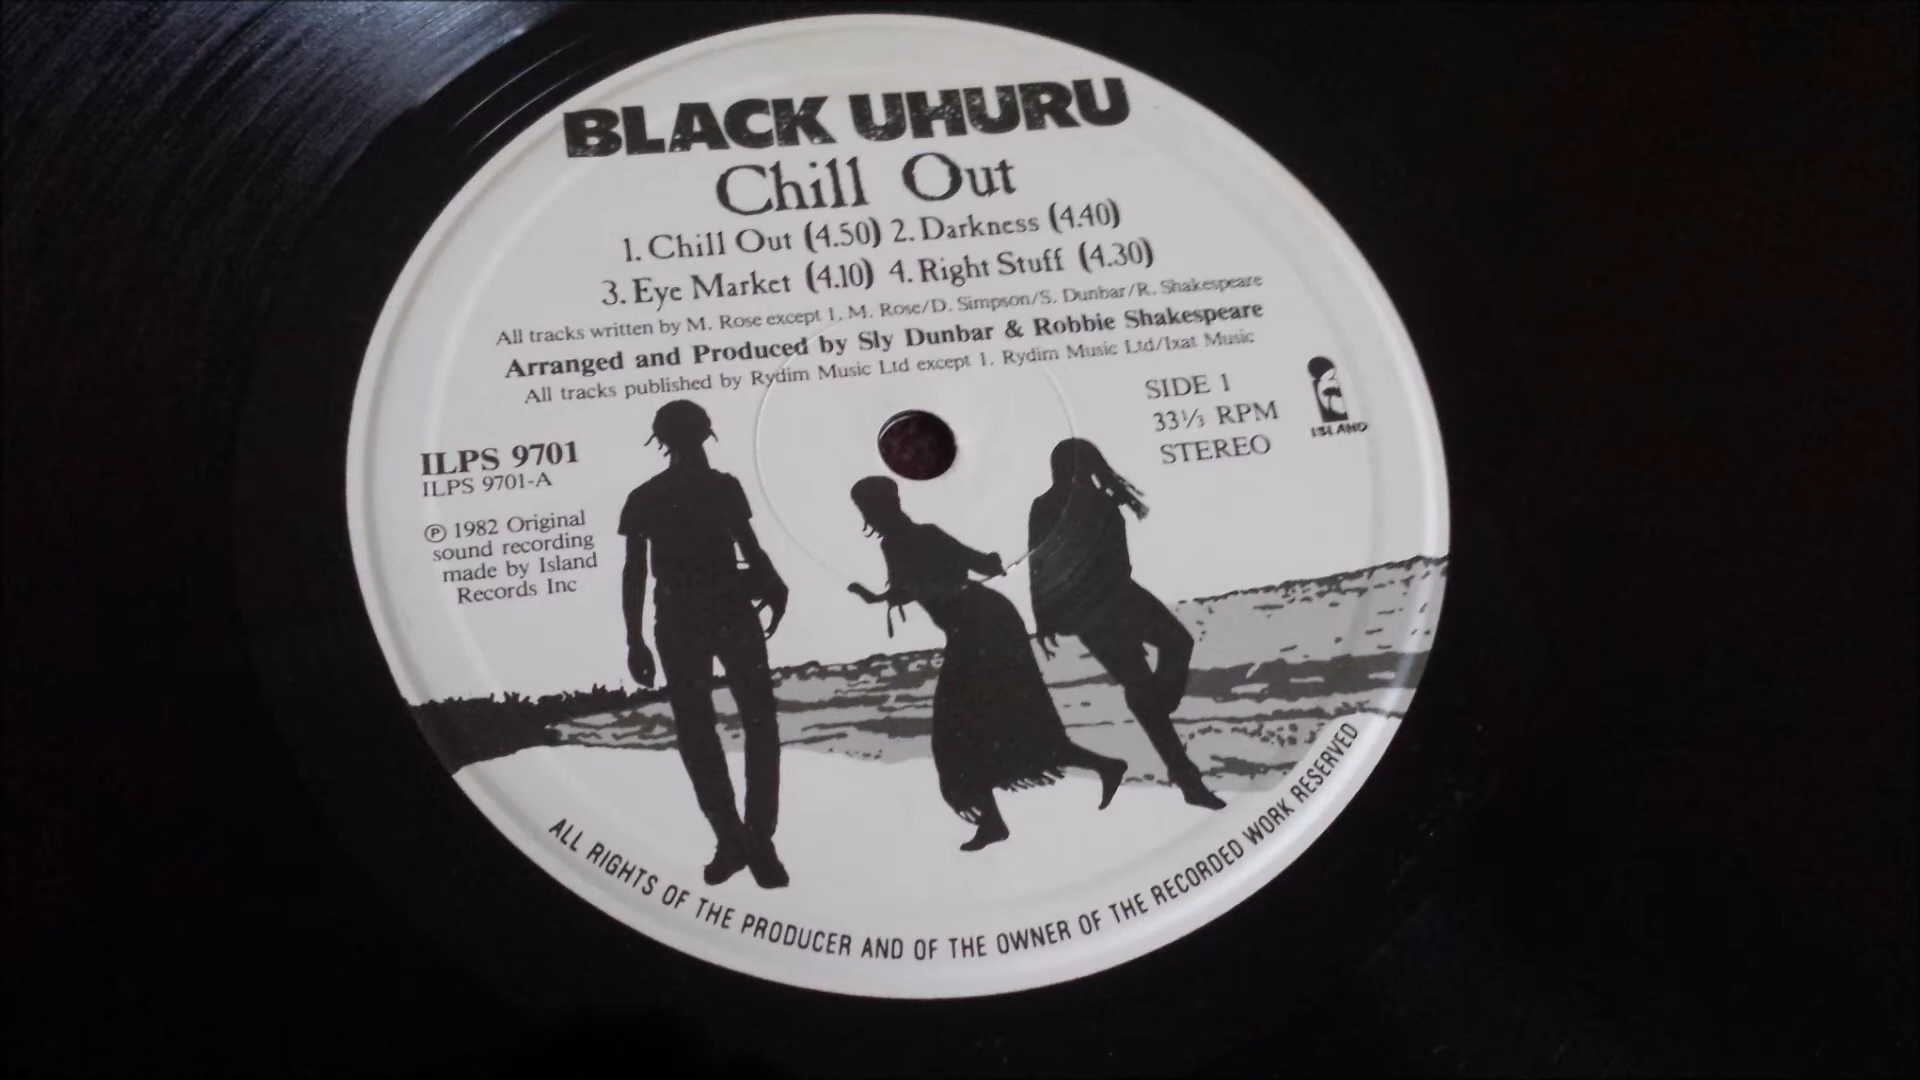 BLACK UHURU
Chill Out
1. Chill Out (4.50) 2. Darkness (4.40)
3. Eye Market (4.10) 4. Right Stuff (4.30)
All tracks written by M. Rose except 1, M. Rose/D. Simpson/S. Dunbar/R. Shakespeare
Arranged and Produced by Sly Dunbar & Robbie Shakespeare
All tracks published by Rydim Music Ltd except 1, Rydim Music Ltd/Ixat Music
SIDE 1
33⅓ RPM
STEREO
ISLAND
ILPS 9701
ILPS 9701-A
℗ 1982 Original
sound recording
made by Island
Records Inc
ALL RIGHTS OF THE PRODUCER AND OF THE OWNER OF THE RECORDED WORK RESERVED